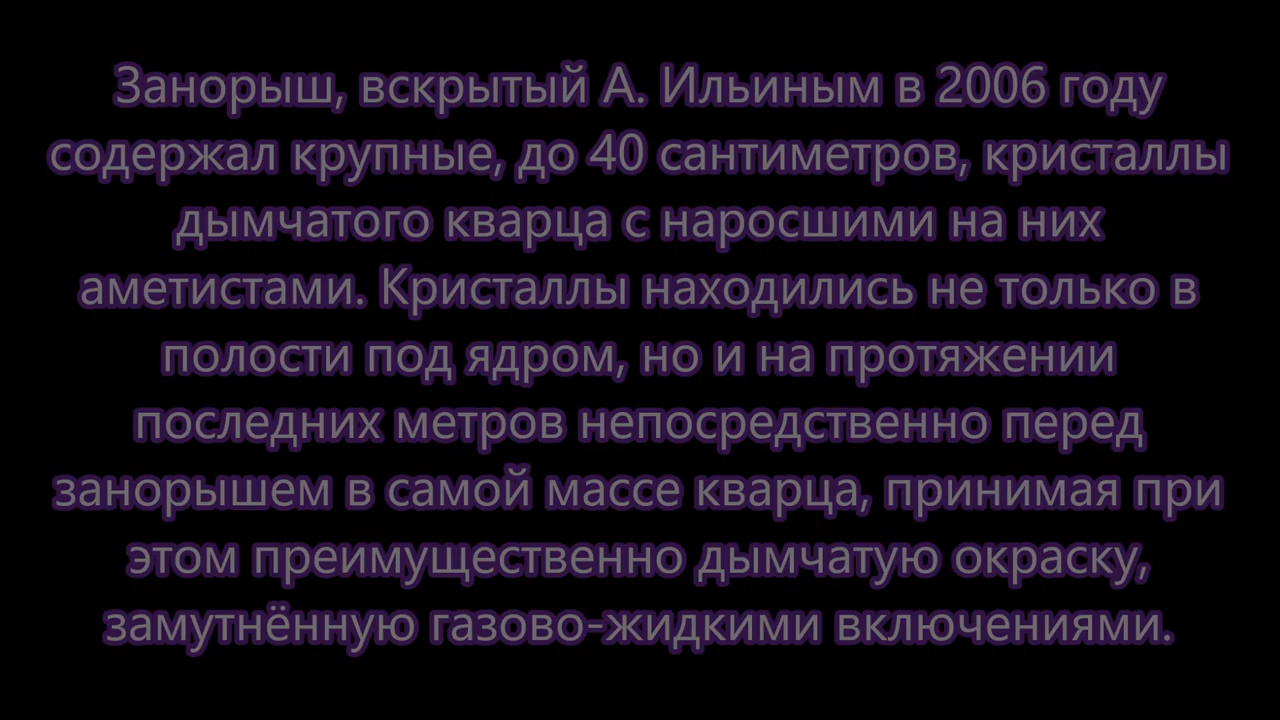 Занорыш, вскрытый А. Ильиным в 2006 году
содержал крупные, до 40 сантиметров, кристаллы
дымчатого кварца с наросшими на них
аметистами. Кристаллы находились не только в
полости под ядром, но и на протяжении
последних метров непосредственно перед
занорышем в самой массе кварца, принимая при
этом преимущественно дымчатую окраску,
замутнённую газово-жидкими включениями.